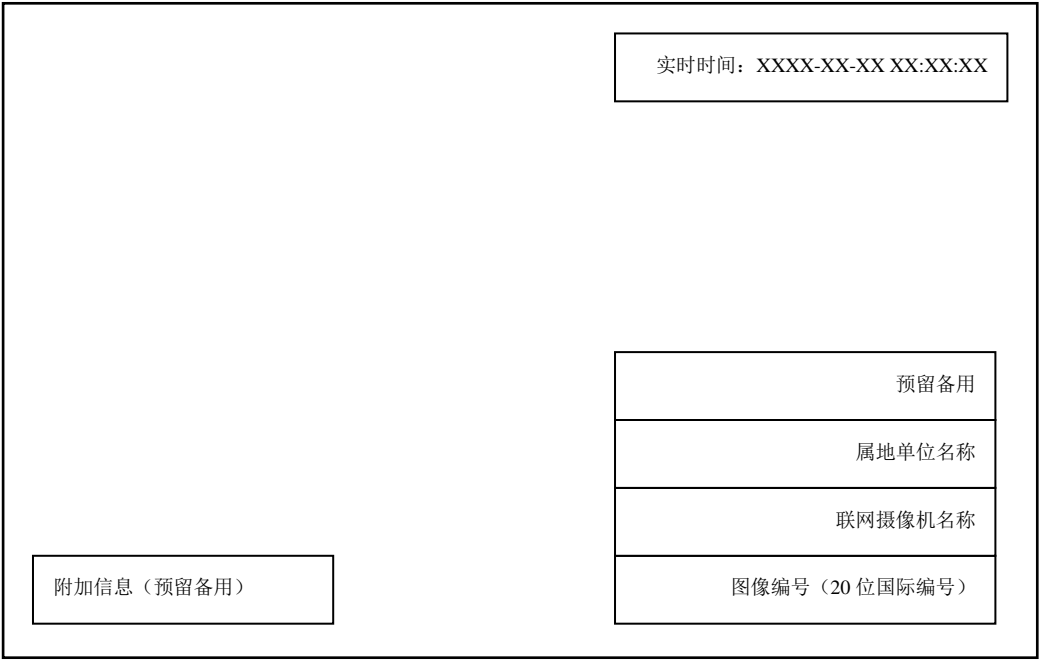 实时时间：XXXX-XX-XX XX:XX:XX
预留备用
属地单位名称
联网摄像机名称
附加信息（预留备用）
图像编号（20 位国际编号）